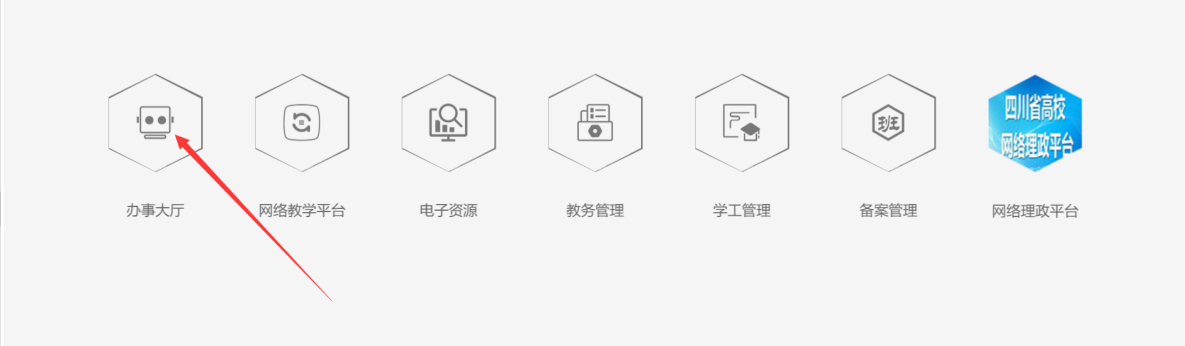 班
四川省高校
网络理政平台
办事大厅
网络教学平台
电子资源
教务管理
学工管理
备案管理
网络理政平台